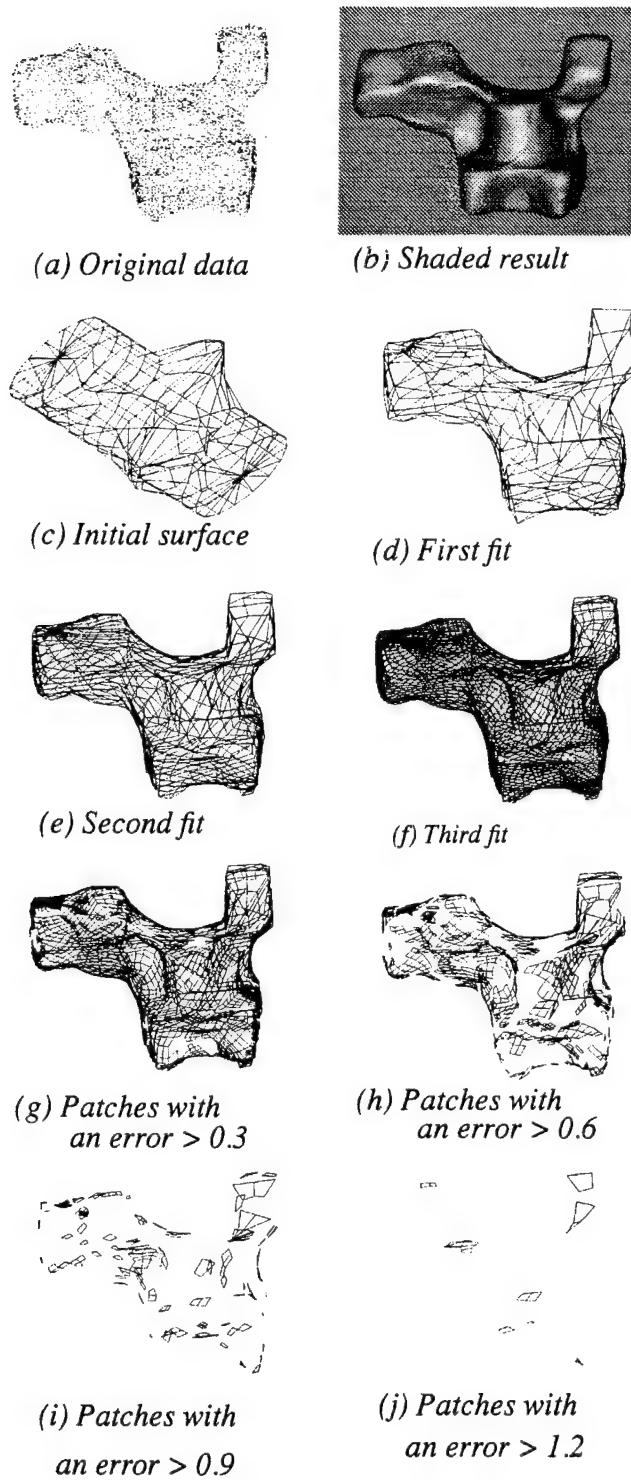 (a) Original data
(b) Shaded result
(c) Initial surface
(d) First fit
(e) Second fit
(f) Third fit
(g) Patches with
an error > 0.3
(h) Patches with
an error > 0.6
(i) Patches with
an error > 0.9
(j) Patches with
an error > 1.2